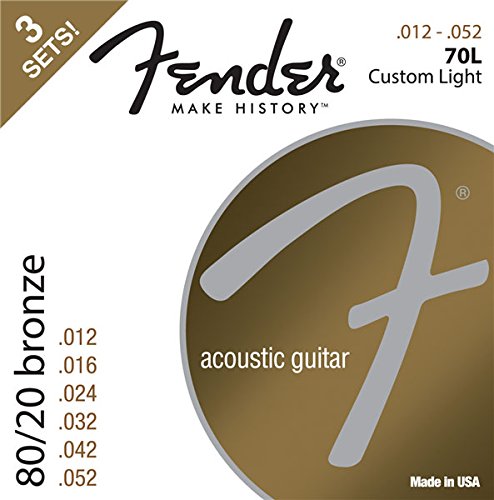 3
SETS!
Fender®
MAKE HISTORY™
.012 - .052
70L
Custom Light
®
acoustic guitar
80/20 bronze
.012
.016
.024
.032
.042
.052
Made in USA